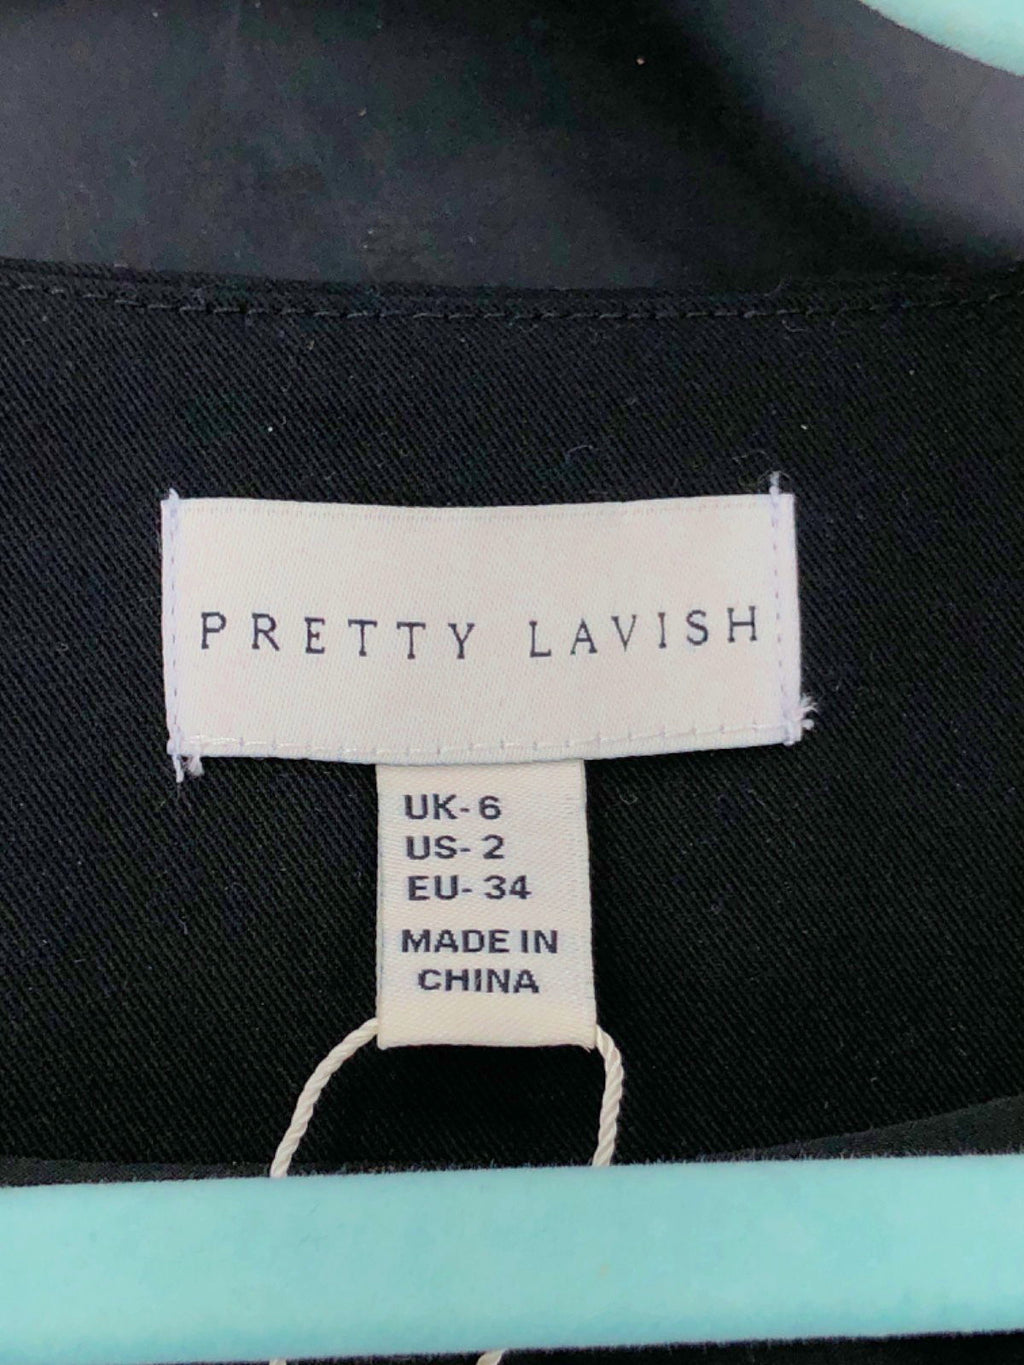 PRETTY LAVISH
UK- 6
US- 2
EU- 34
MADE IN
CHINA